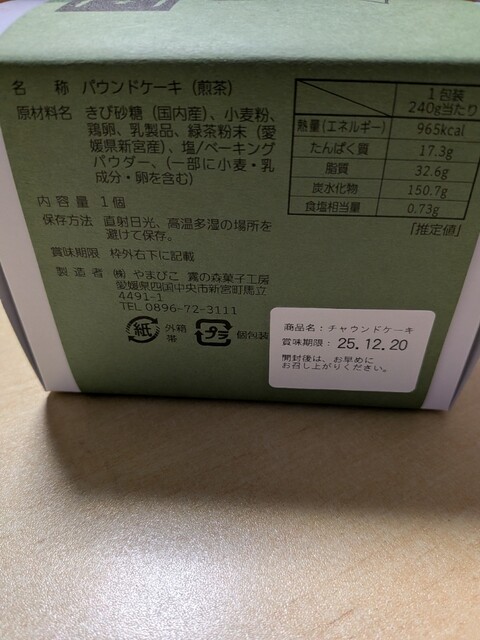 名称 パウンドケーキ（煎茶）
原材料名 きび砂糖（国内産）、小麦粉、
鶏卵、乳製品、緑茶粉末（愛
媛県新宮産）、塩/ベーキング
パウダー、（一部に小麦・乳
成分・卵を含む）
内容量 1個
保存方法 直射日光、高温多湿の場所を
避けて保存。
賞味期限 枠外右下に記載
製造者 ㈱ やまびこ 霧の森菓子工房
愛媛県四国中央市新宮町馬立
4491-1
TEL 0896-72-3111
紙 外箱
帯
プラ 個包装
1包装
240g当たり
熱量(エネルギー) 965kcal
たんぱく質 17.3g
脂質 32.6g
炭水化物 150.7g
食塩相当量 0.73g
「推定値」
商品名：チャウンドケーキ
賞味期限：25.12.20
開封後は、お早めに
お召し上がりください。